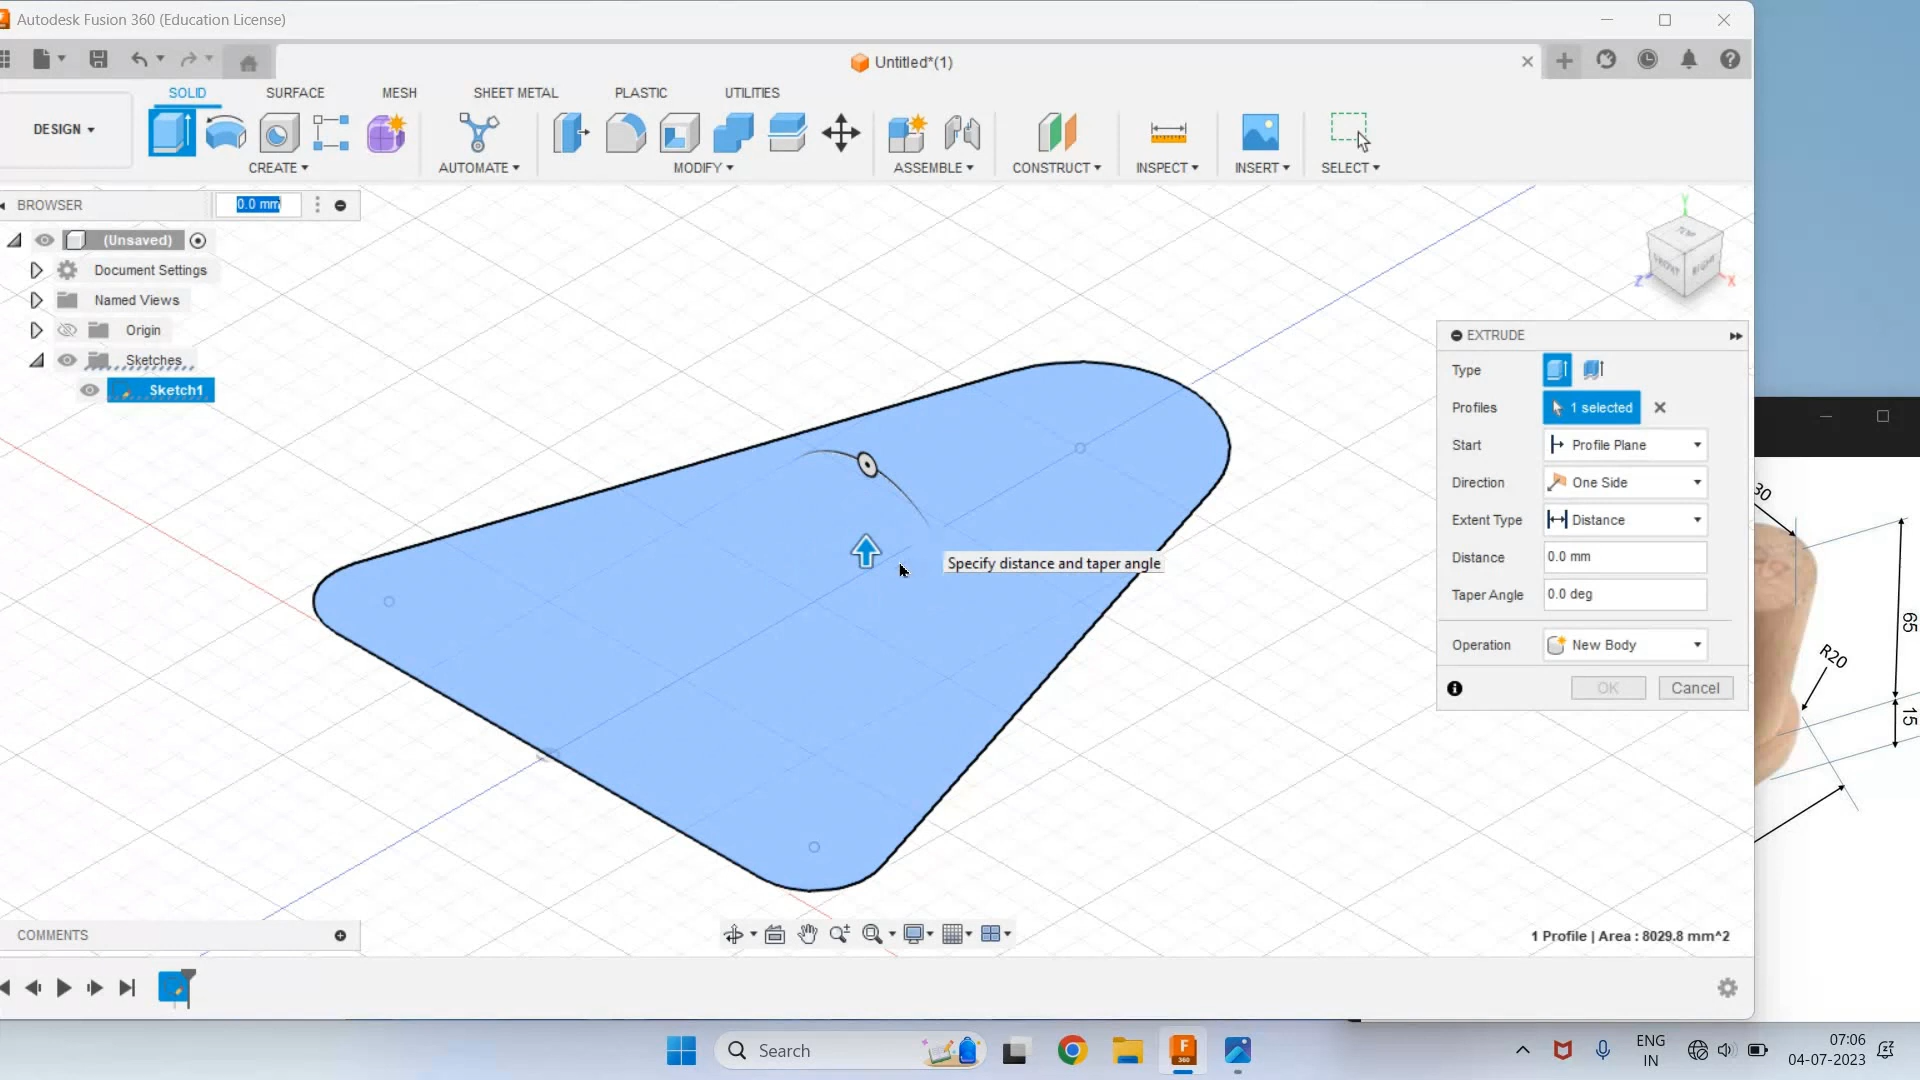 Autodesk Fusion 360 (Education License)
Untitled*(1)
SOLID SURFACE MESH SHEET METAL PLASTIC UTILITIES
DESIGN
CREATE AUTOMATE MODIFY ASSEMBLE CONSTRUCT INSPECT INSERT SELECT
BROWSER
0.0 mm
(Unsaved)
Document Settings
Named Views
Origin
Sketches
Sketch1
TOP
FRONT
RIGHT
Y
Z
X
EXTRUDE
Type
Profiles 1 selected
Start Profile Plane
Direction One Side
Extent Type Distance
Distance 0.0 mm
Taper Angle 0.0 deg
Operation New Body
OK Cancel
Specify distance and taper angle
30
65
R20
15
COMMENTS
1 Profile | Area : 8029.8 mm^2
Search
F
360
ENG
IN
07:06
04-07-2023